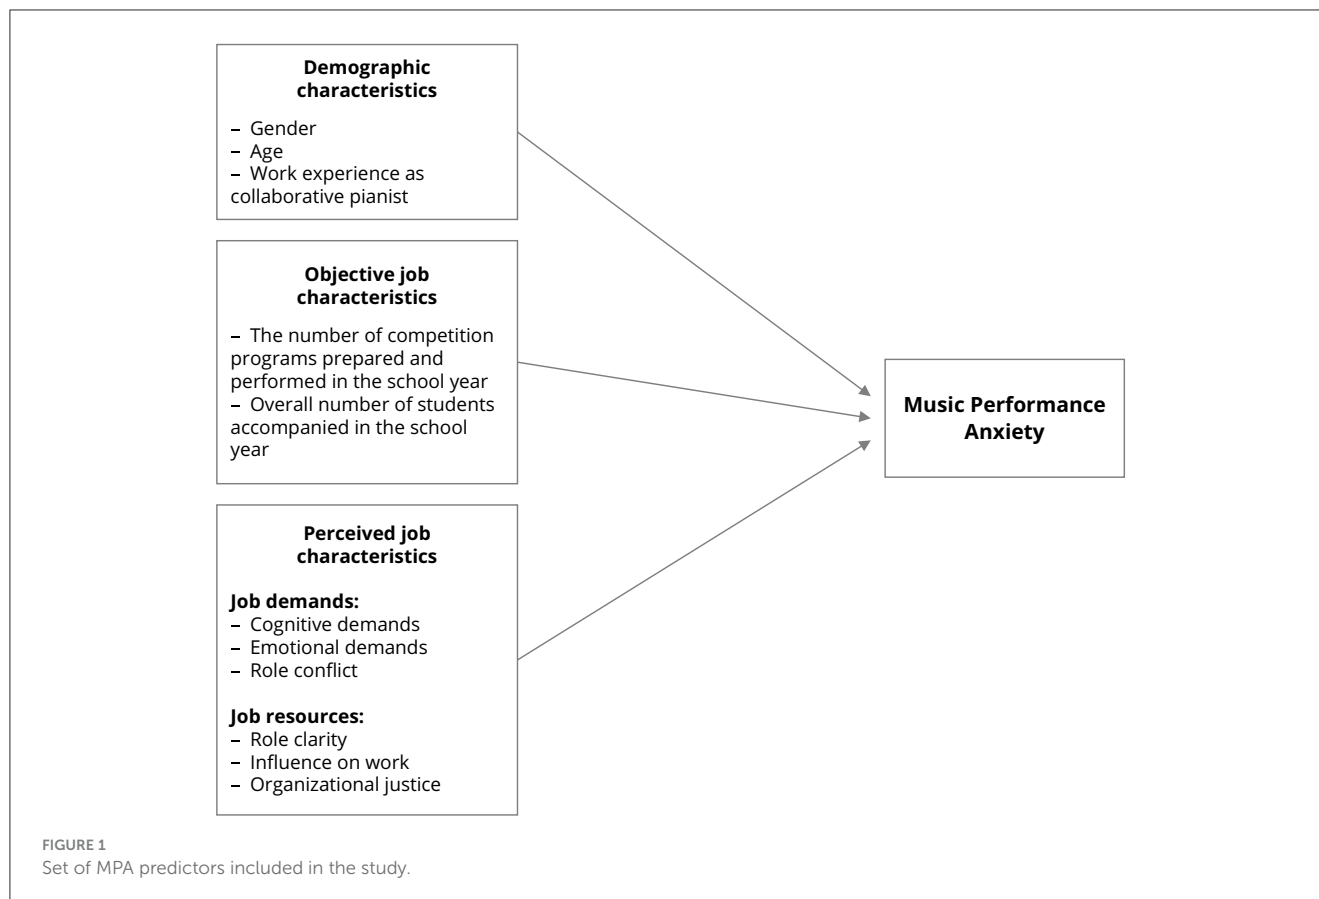 Demographic
characteristics
– Gender
– Age
– Work experience as
collaborative pianist
Objective job
characteristics
– The number of competition
programs prepared and
performed in the school year
– Overall number of students
accompanied in the school
year
Perceived job
characteristics
Job demands:
– Cognitive demands
– Emotional demands
– Role conflict
Job resources:
– Role clarity
– Influence on work
– Organizational justice
Music Performance
Anxiety
FIGURE 1
Set of MPA predictors included in the study.